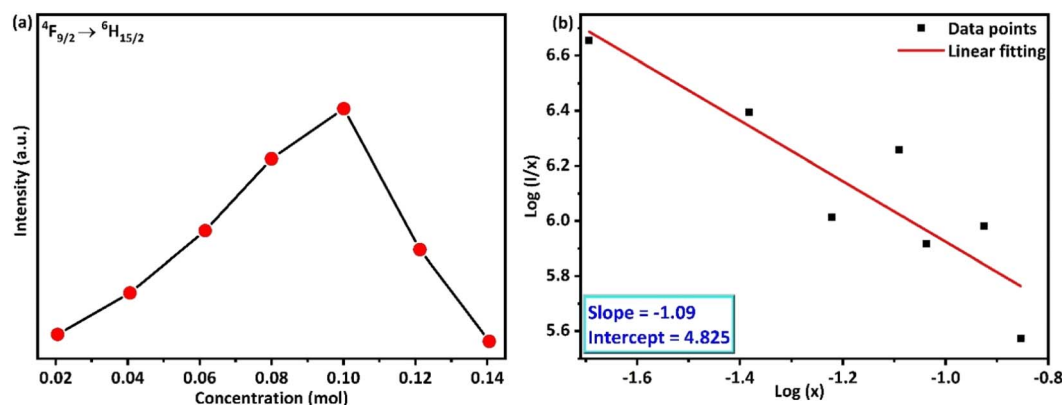 (a)
⁴F₉/₂→ ⁶H₁₅/₂
Intensity (a.u.)
0.02 0.04 0.06 0.08 0.10 0.12 0.14
Concentration (mol)
(b)
Data points
Linear fitting
Log (I/x)
6.6
6.4
6.2
6.0
5.8
5.6
Slope = -1.09
Intercept = 4.825
-1.6 -1.4 -1.2 -1.0 -0.8
Log (x)